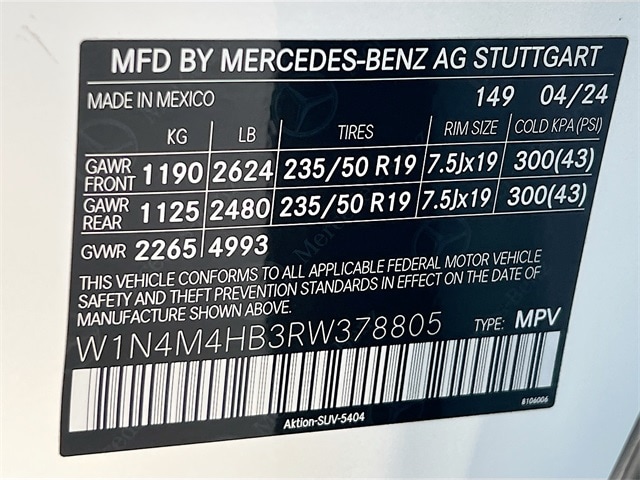 MFD BY MERCEDES-BENZ AG STUTTGART
MADE IN MEXICO 149 04/24
KG LB TIRES RIM SIZE COLD KPA(PSI)
GAWR FRONT 1190 2624 235/50 R19 7.5Jx19 300(43)
GAWR REAR 1125 2480 235/50 R19 7.5Jx19 300(43)
GVWR 2265 4993
THIS VEHICLE CONFORMS TO ALL APPLICABLE FEDERAL MOTOR VEHICLE
SAFETY AND THEFT PREVENTION STANDARDS IN EFFECT ON THE DATE OF
MANUFACTURE SHOWN ABOVE.
W1N4M4HB3RW378805 TYPE: MPV
Aktion-SUV-5404 8106006